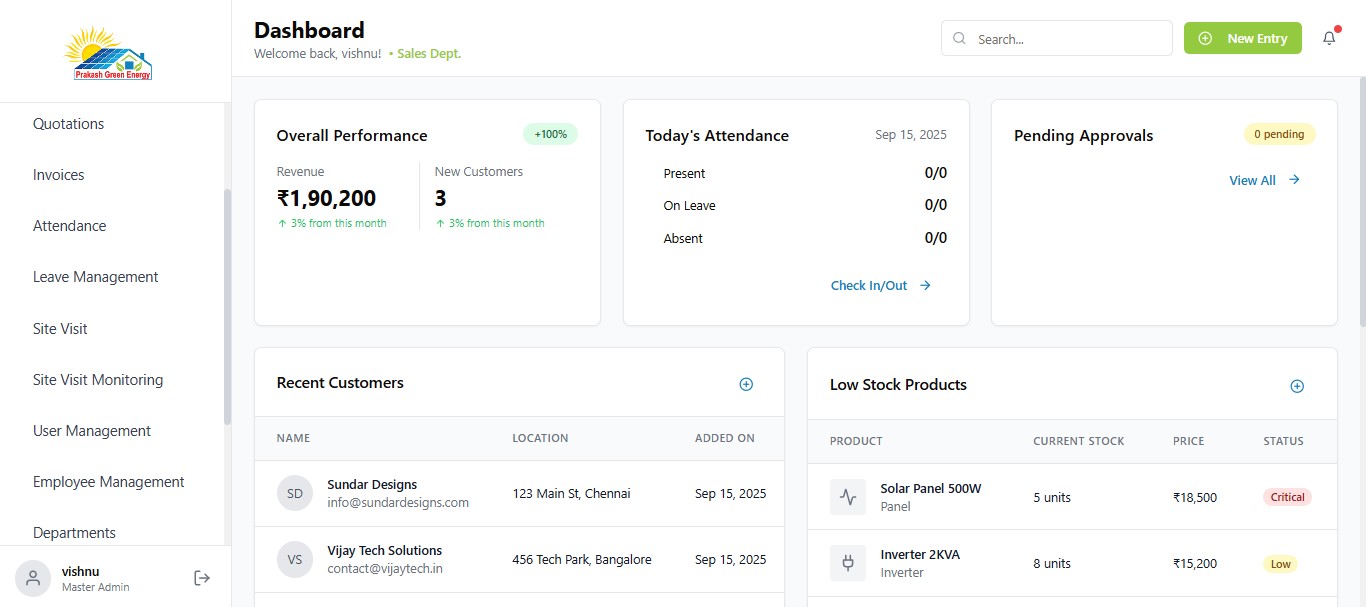 Prakash Green Energy
Quotations
Invoices
Attendance
Leave Management
Site Visit
Site Visit Monitoring
User Management
Employee Management
Departments
vishnu
Master Admin
Dashboard
Welcome back, vishnu! • Sales Dept.
Search...
New Entry
Overall Performance
+100%
Revenue
₹1,90,200
↑ 3% from this month
New Customers
3
↑ 3% from this month
Today's Attendance
Sep 15, 2025
Present 0/0
On Leave 0/0
Absent 0/0
Check In/Out →
Pending Approvals
0 pending
View All →
Recent Customers
NAME LOCATION ADDED ON
SD Sundar Designs 123 Main St, Chennai Sep 15, 2025
info@sundardesigns.com
VS Vijay Tech Solutions 456 Tech Park, Bangalore Sep 15, 2025
contact@vijaytech.in
Low Stock Products
PRODUCT CURRENT STOCK PRICE STATUS
Solar Panel 500W 5 units ₹18,500 Critical
Panel
Inverter 2KVA 8 units ₹15,200 Low
Inverter